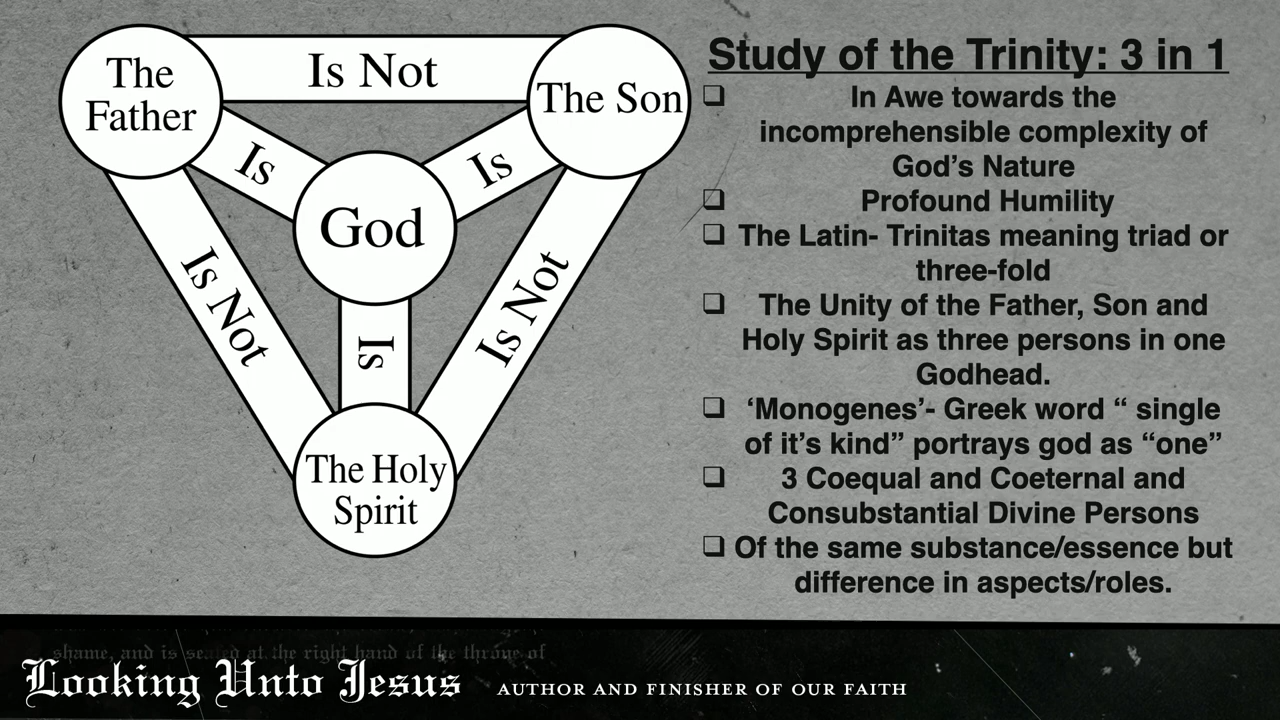 The
Father
Is Not
The Son
Is
Is
God
Is Not
Is Not
Is
The Holy
Spirit
Study of the Trinity: 3 in 1
❑ In Awe towards the
incomprehensible complexity of
God’s Nature
❑ Profound Humility
❑ The Latin- Trinitas meaning triad or
three-fold
❑ The Unity of the Father, Son and
Holy Spirit as three persons in one
Godhead.
❑ ‘Monogenes’- Greek word “ single
of it’s kind” portrays god as “one”
❑ 3 Coequal and Coeternal and
Consubstantial Divine Persons
❑ Of the same substance/essence but
difference in aspects/roles.
shame, and is seated at the right hand of the throne of
Looking Unto Jesus
AUTHOR AND FINISHER OF OUR FAITH